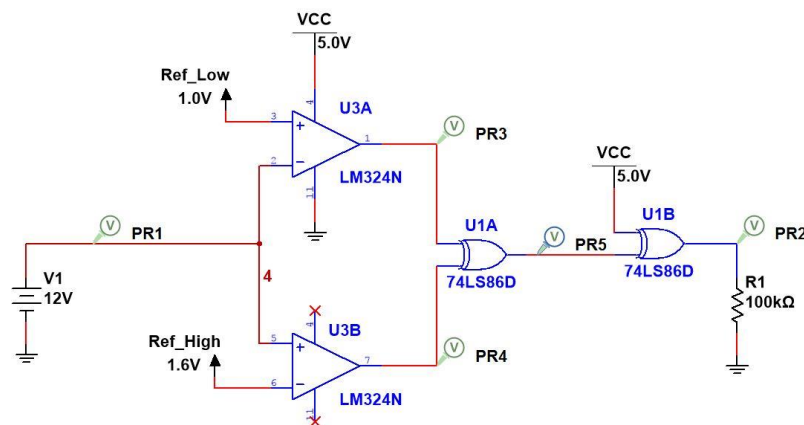 VCC
5.0V
Ref_Low
1.0V
4
U3A
3
1
V
PR3
2
LM324N
11
VCC
5.0V
V
PR1
U1A
U1B
V
PR5
V
PR2
V1
12V
4
74LS86D
74LS86D
R1
100kΩ
Ref_High
1.6V
4
U3B
5
7
V
PR4
6
LM324N
11